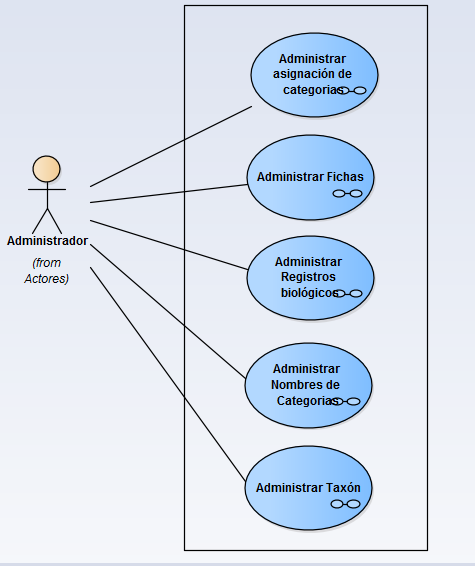 Administrar
asignación de
categorias
Administrar Fichas
Administrar
Registros
biológicos
Administrar
Nombres de
Categorias
Administrar Taxón
Administrador
(from
Actores)